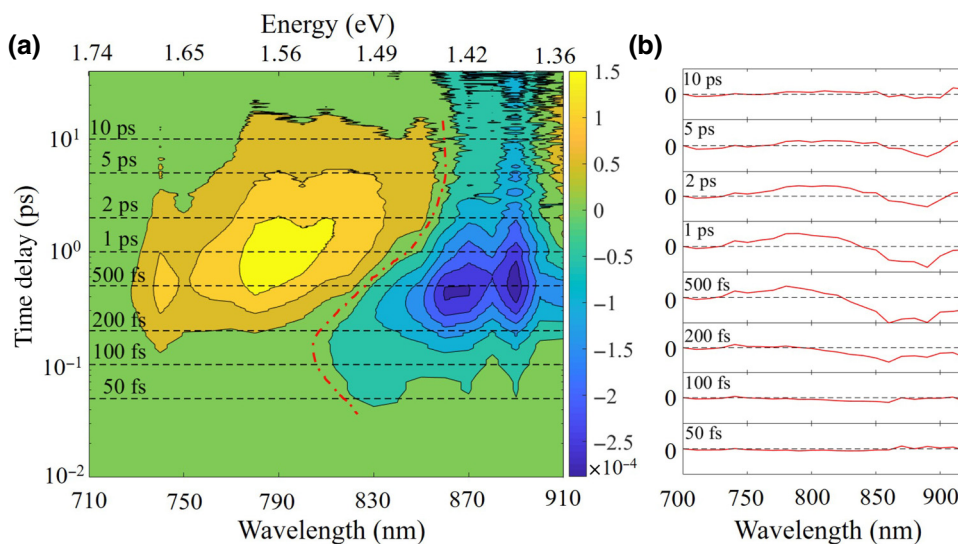 (a)
Energy (eV)
1.74 1.65 1.56 1.49 1.42 1.36
Time delay (ps)
10¹
10⁰
10⁻¹
10⁻²
10 ps
5 ps
2 ps
1 ps
500 fs
200 fs
100 fs
50 fs
710 750 790 830 870 910
Wavelength (nm)
1.5
1
0.5
0
−0.5
−1
−1.5
−2
−2.5
×10⁻⁴
(b)
10 ps
0
5 ps
0
2 ps
0
1 ps
0
500 fs
0
200 fs
0
100 fs
0
50 fs
0
700 750 800 850 900
Wavelength (nm)